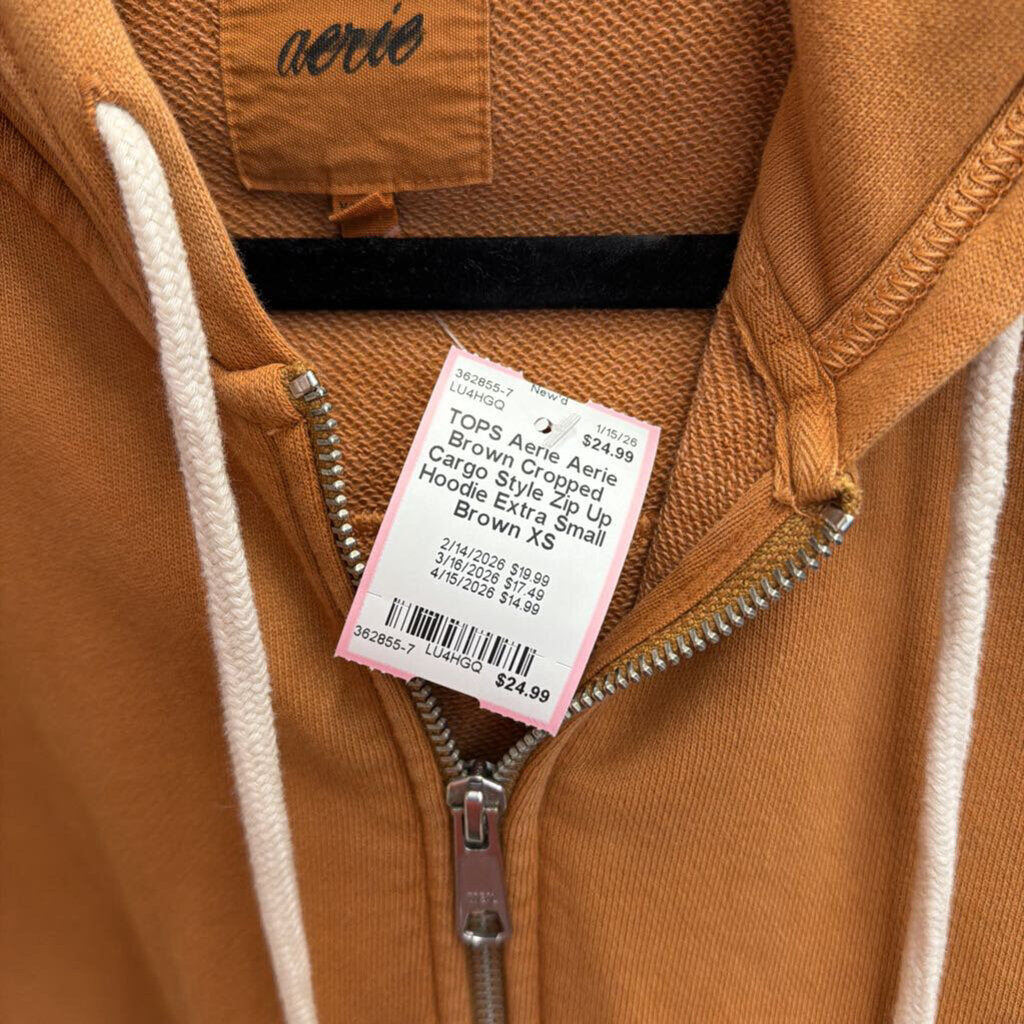 aerie
362855-7
LU4HGQ
New'd
1/15/26
$24.99
TOPS Aerie Aerie
Brown Cropped
Cargo Style Zip Up
Hoodie Extra Small
Brown XS
2/14/2026 $19.99
3/16/2026 $17.49
4/15/2026 $14.99
362855-7 LU4HGQ
$24.99